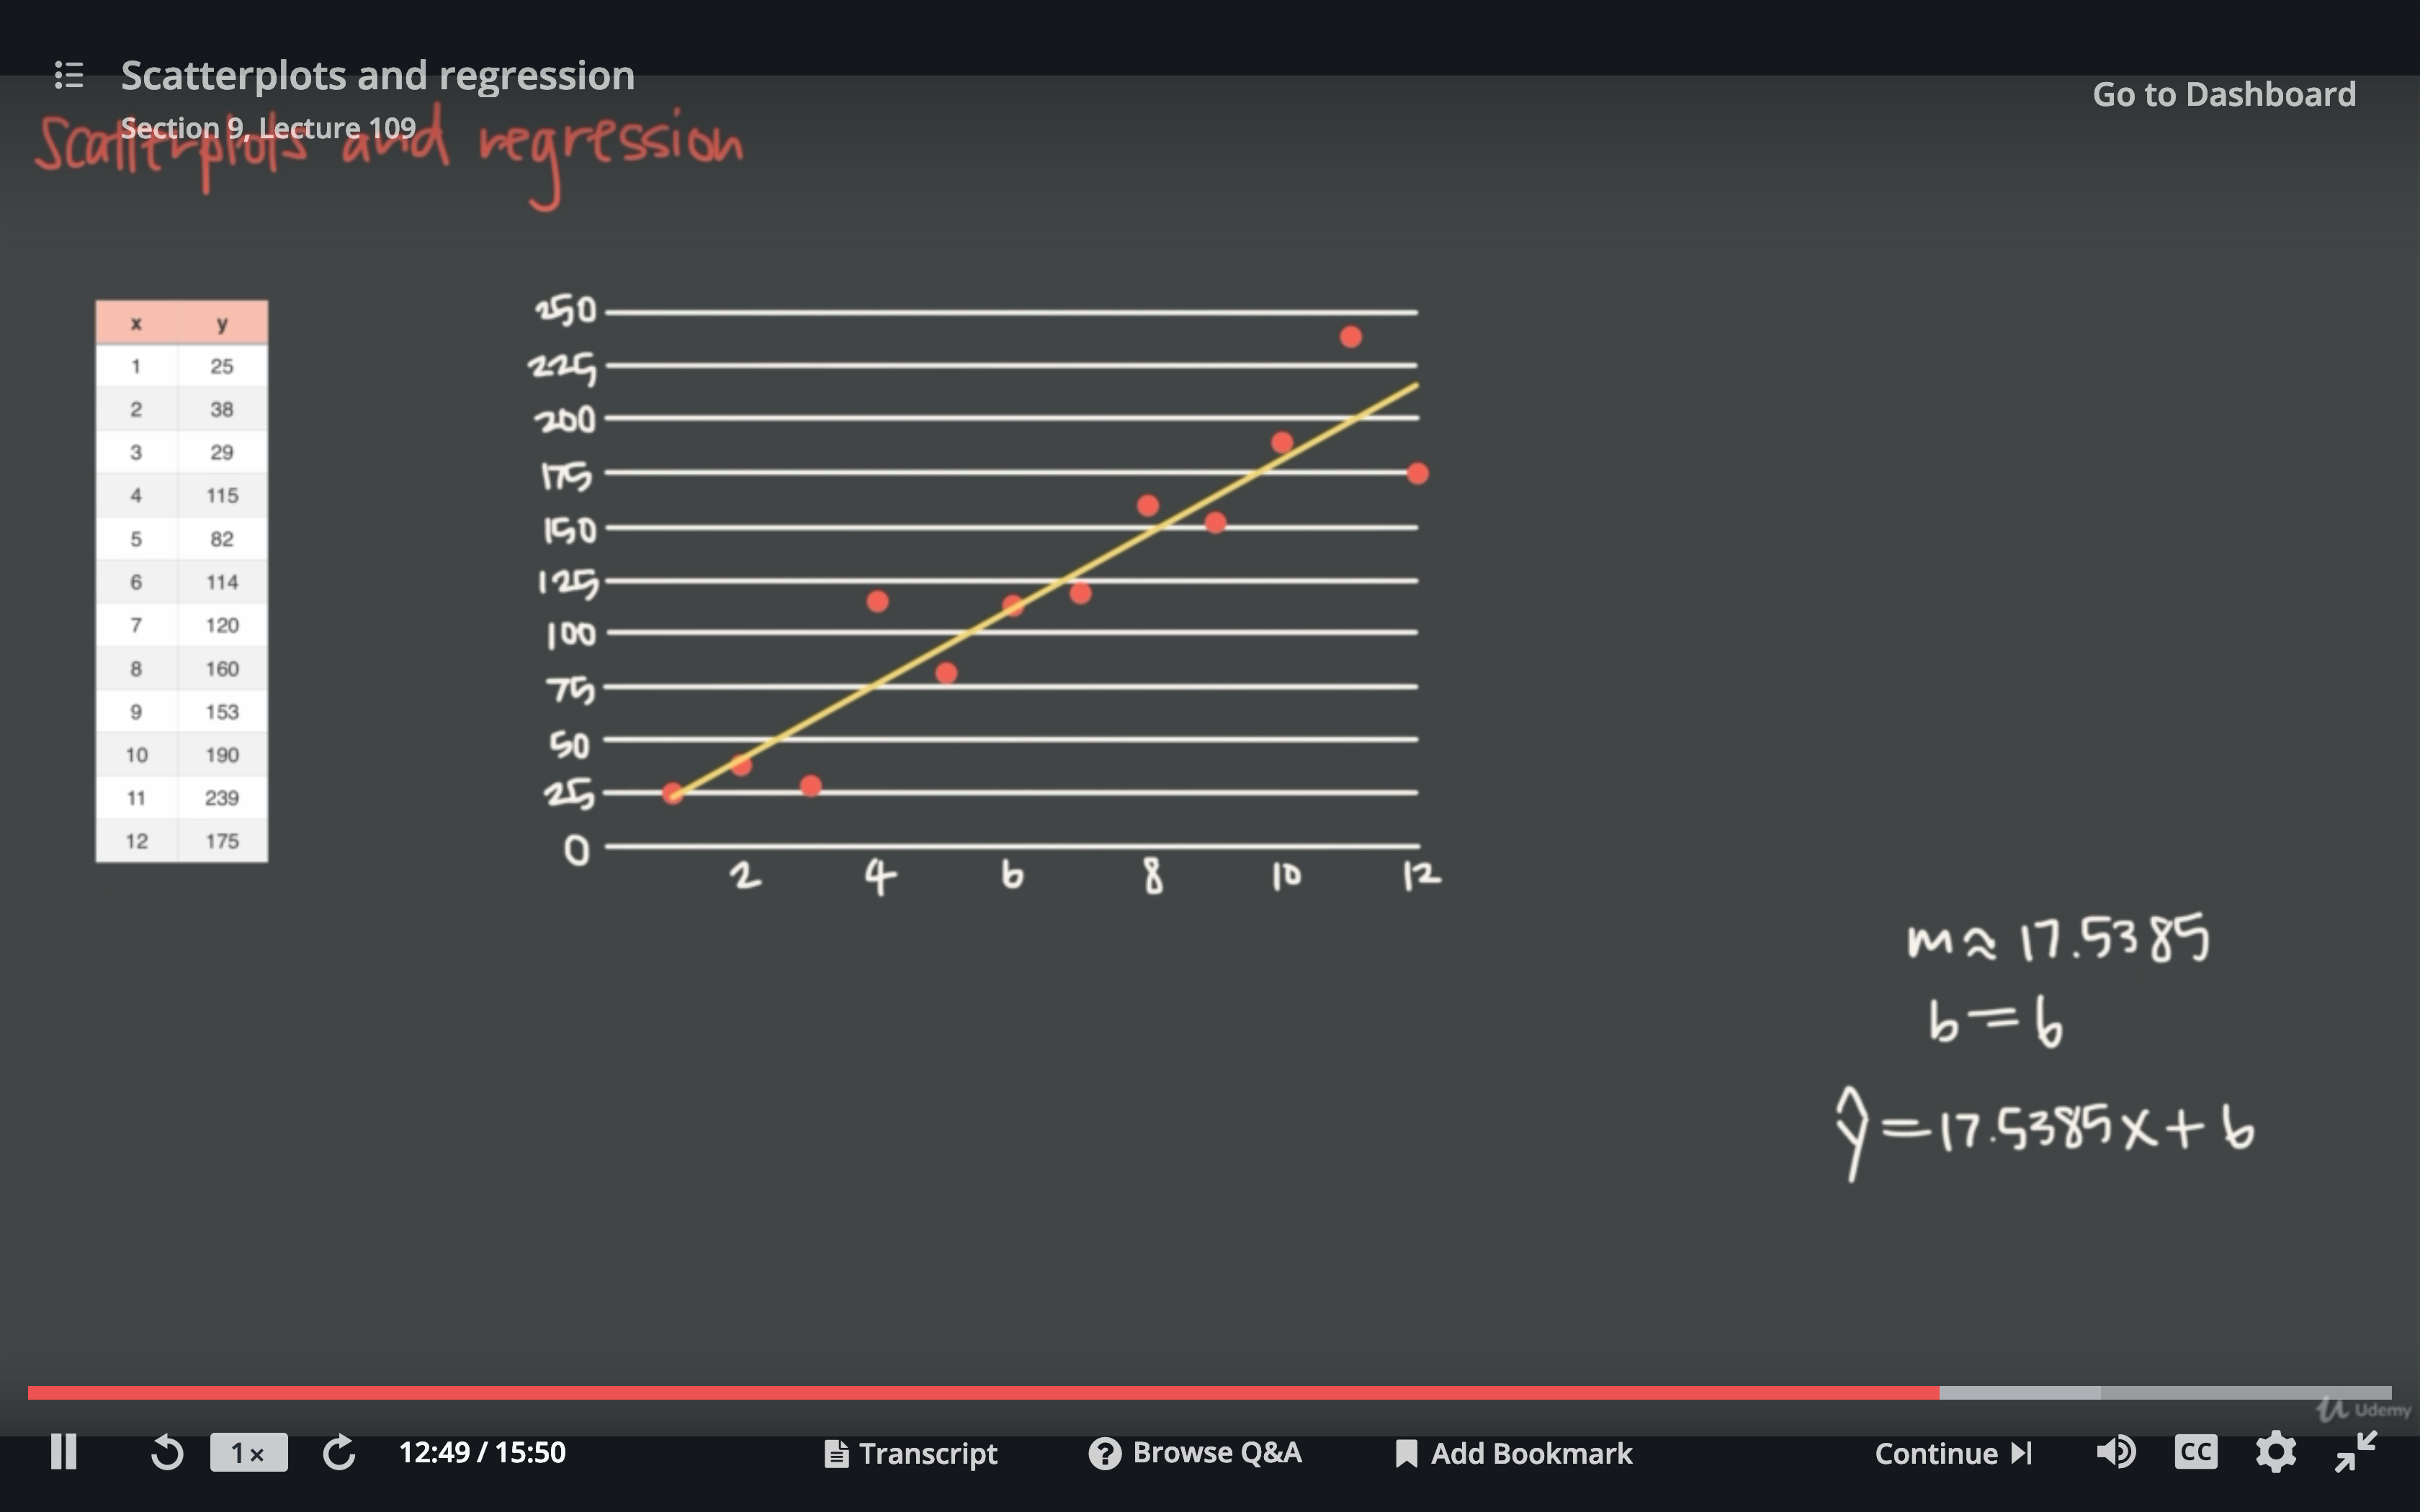 Scatterplots and regression
Go to Dashboard
Section 9, Lecture 109
Scatterplots and regression
x y
1 25
2 38
3 29
4 115
5 82
6 114
7 120
8 160
9 153
10 190
11 239
12 175
250
225
200
175
150
125
100
75
50
25
0
2 4 6 8 10 12
m ≈ 17.5385
b = 6
ŷ = 17.5385x + 6
Udemy
1× 12:49 / 15:50 Transcript ? Browse Q&A Add Bookmark Continue CC